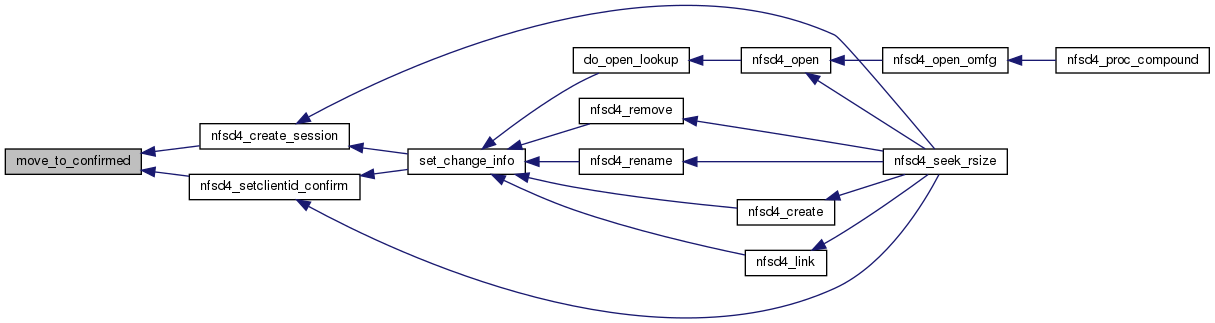 move_to_confirmed
nfsd4_create_session
nfsd4_setclientid_confirm
set_change_info
do_open_lookup
nfsd4_remove
nfsd4_rename
nfsd4_create
nfsd4_link
nfsd4_open
nfsd4_open_omfg
nfsd4_seek_rsize
nfsd4_proc_compound